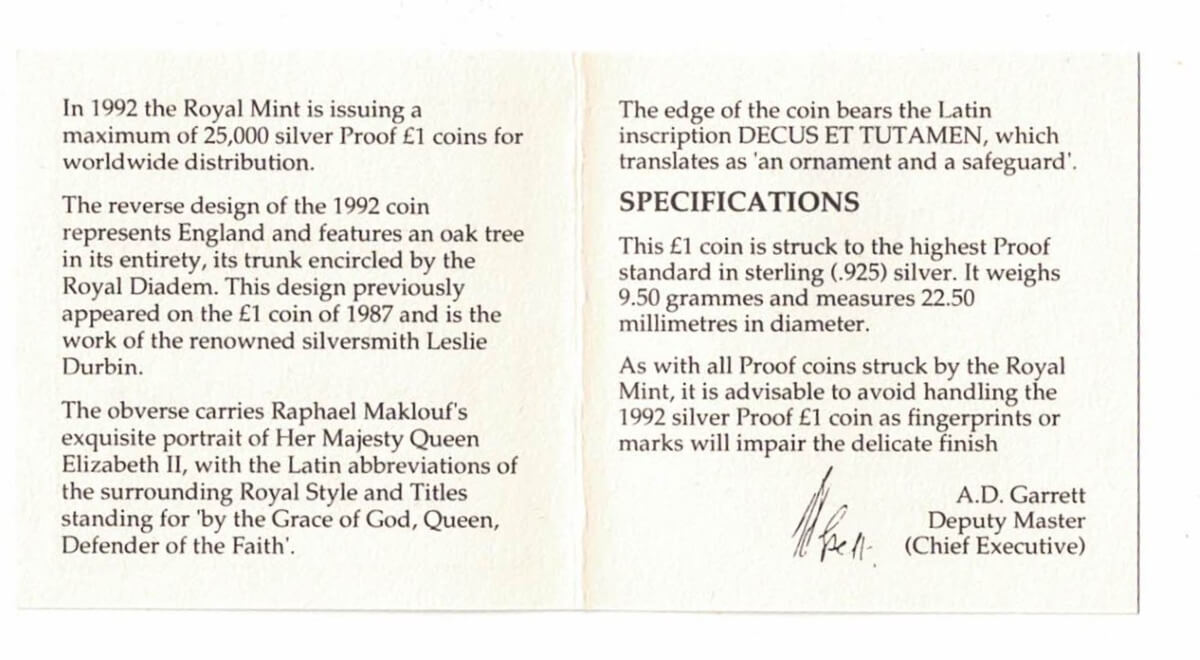 In 1992 the Royal Mint is issuing a
maximum of 25,000 silver Proof £1 coins for
worldwide distribution.
The reverse design of the 1992 coin
represents England and features an oak tree
in its entirety, its trunk encircled by the
Royal Diadem. This design previously
appeared on the £1 coin of 1987 and is the
work of the renowned silversmith Leslie
Durbin.
The obverse carries Raphael Maklouf's
exquisite portrait of Her Majesty Queen
Elizabeth II, with the Latin abbreviations of
the surrounding Royal Style and Titles
standing for 'by the Grace of God, Queen,
Defender of the Faith'.
The edge of the coin bears the Latin
inscription DECUS ET TUTAMEN, which
translates as 'an ornament and a safeguard'.
SPECIFICATIONS
This £1 coin is struck to the highest Proof
standard in sterling (.925) silver. It weighs
9.50 grammes and measures 22.50
millimetres in diameter.
As with all Proof coins struck by the Royal
Mint, it is advisable to avoid handling the
1992 silver Proof £1 coin as fingerprints or
marks will impair the delicate finish
A.D. Garrett
Deputy Master
(Chief Executive)